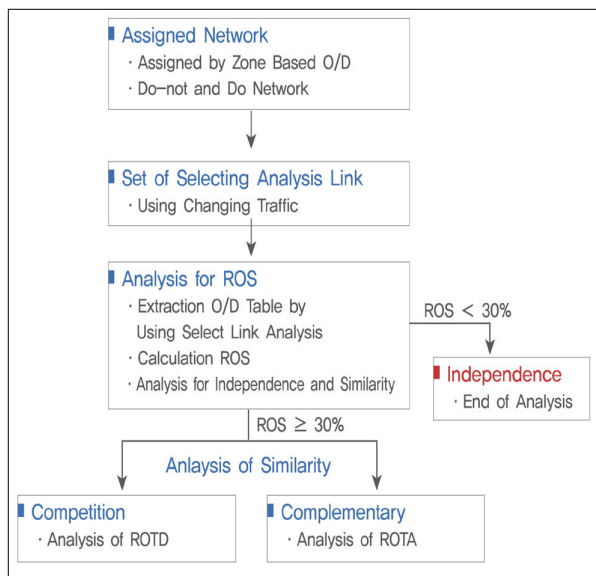 Assigned Network
· Assigned by Zone Based O/D
· Do-not and Do Network
Set of Selecting Analysis Link
· Using Changing Traffic
Analysis for ROS
· Extraction O/D Table by
Using Select Link Analysis
· Calculation ROS
· Analysis for Independence and Similarity
ROS < 30%
Independence
· End of Analysis
ROS ≥ 30%
Anlaysis of Similarity
Competition
· Analysis of ROTD
Complementary
· Analysis of ROTA